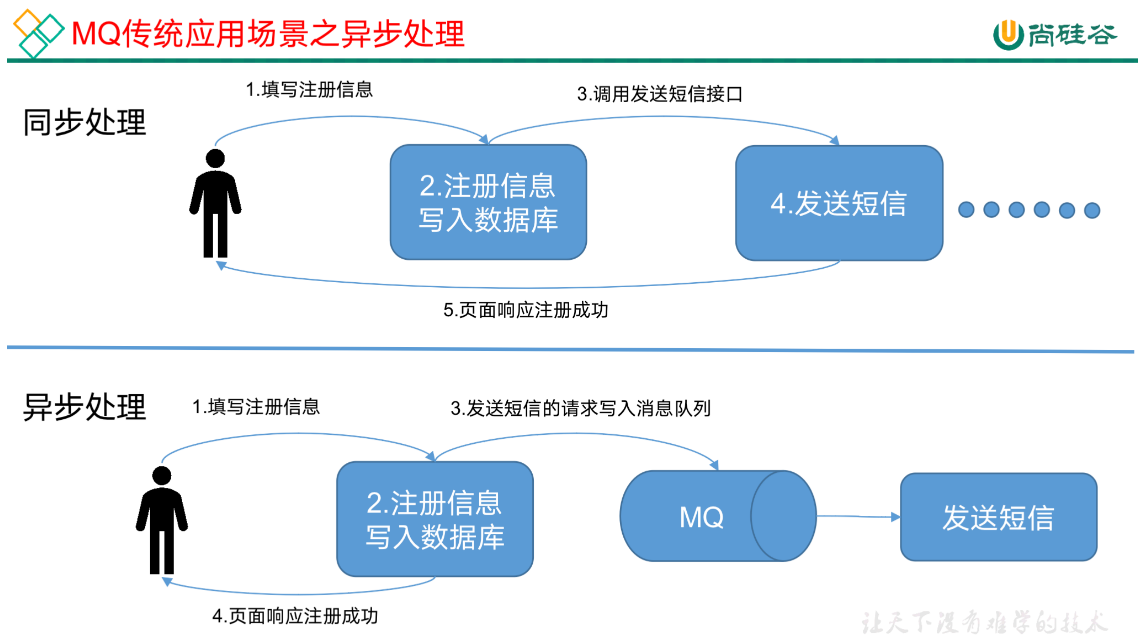 MQ传统应用场景之异步处理
尚硅谷
同步处理
1.填写注册信息
3.调用发送短信接口
2.注册信息
写入数据库
4.发送短信
5.页面响应注册成功
异步处理
1.填写注册信息
3.发送短信的请求写入消息队列
2.注册信息
写入数据库
MQ
发送短信
4.页面响应注册成功
让天下没有难学的技术